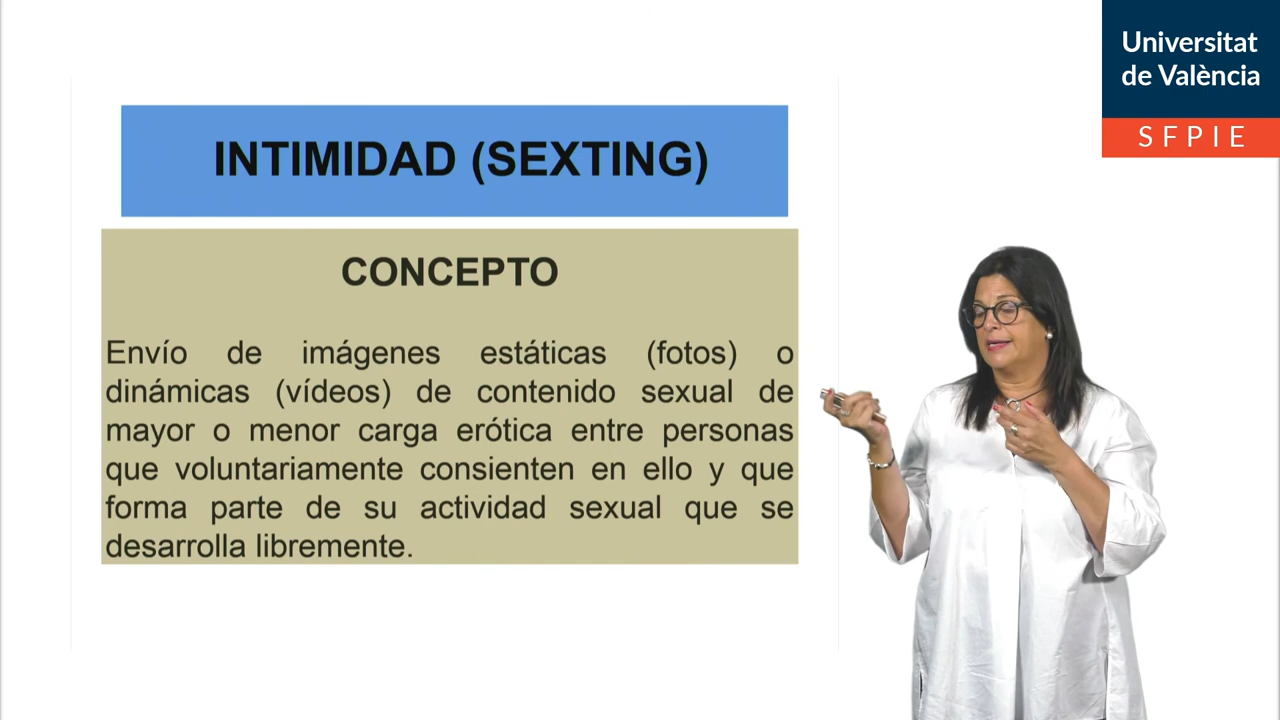 Universitat
de València
SFPIE
INTIMIDAD (SEXTING)
CONCEPTO
Envío de imágenes estáticas (fotos) o
dinámicas (vídeos) de contenido sexual de
mayor o menor carga erótica entre personas
que voluntariamente consienten en ello y que
forma parte de su actividad sexual que se
desarrolla libremente.